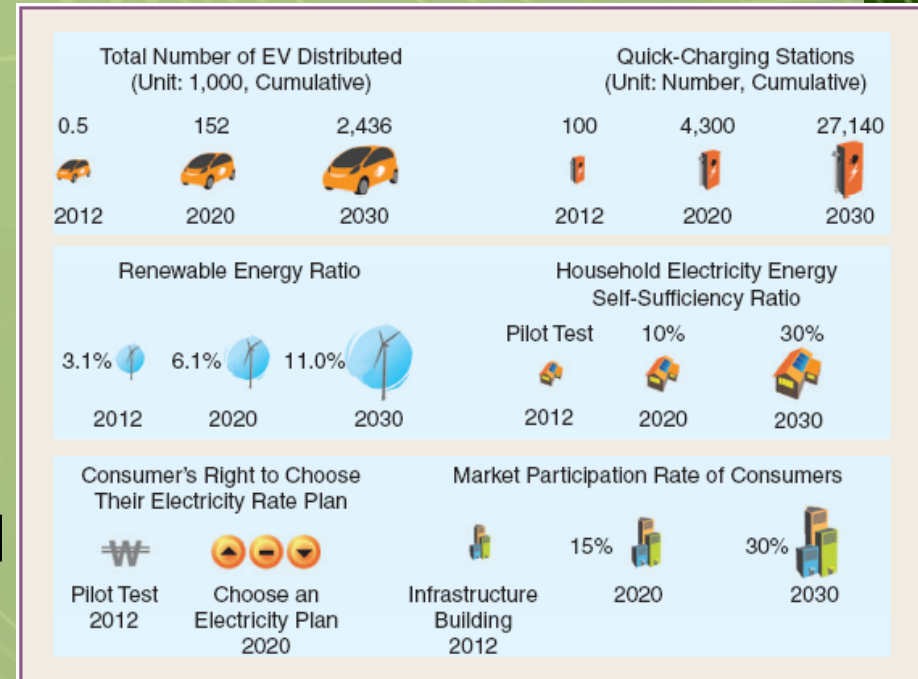 Total Number of EV Distributed
(Unit: 1,000, Cumulative)
0.5 152 2,436
2012 2020 2030
Quick-Charging Stations
(Unit: Number, Cumulative)
100 4,300 27,140
2012 2020 2030
Renewable Energy Ratio
3.1% 6.1% 11.0%
2012 2020 2030
Household Electricity Energy
Self-Sufficiency Ratio
Pilot Test 10% 30%
2012 2020 2030
Consumer's Right to Choose
Their Electricity Rate Plan
₩
Pilot Test
2012
Choose an
Electricity Plan
2020
Market Participation Rate of Consumers
15% 30%
Infrastructure
Building
2012
2020 2030